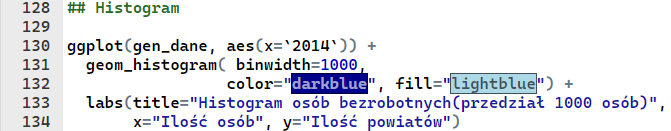 128 ## Histogram
129
130 ggplot(gen_dane, aes(x=`2014`)) +
131   geom_histogram( binwidth=1000,
132                   color="darkblue", fill="lightblue") +
133   labs(title="Histogram osób bezrobotnych(przedział 1000 osób)",
134        x="Ilość osób", y="Ilość powiatów")